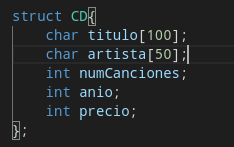 struct CD{
    char titulo[100];
    char artista[50];
    int numCanciones;
    int anio;
    int precio;
};